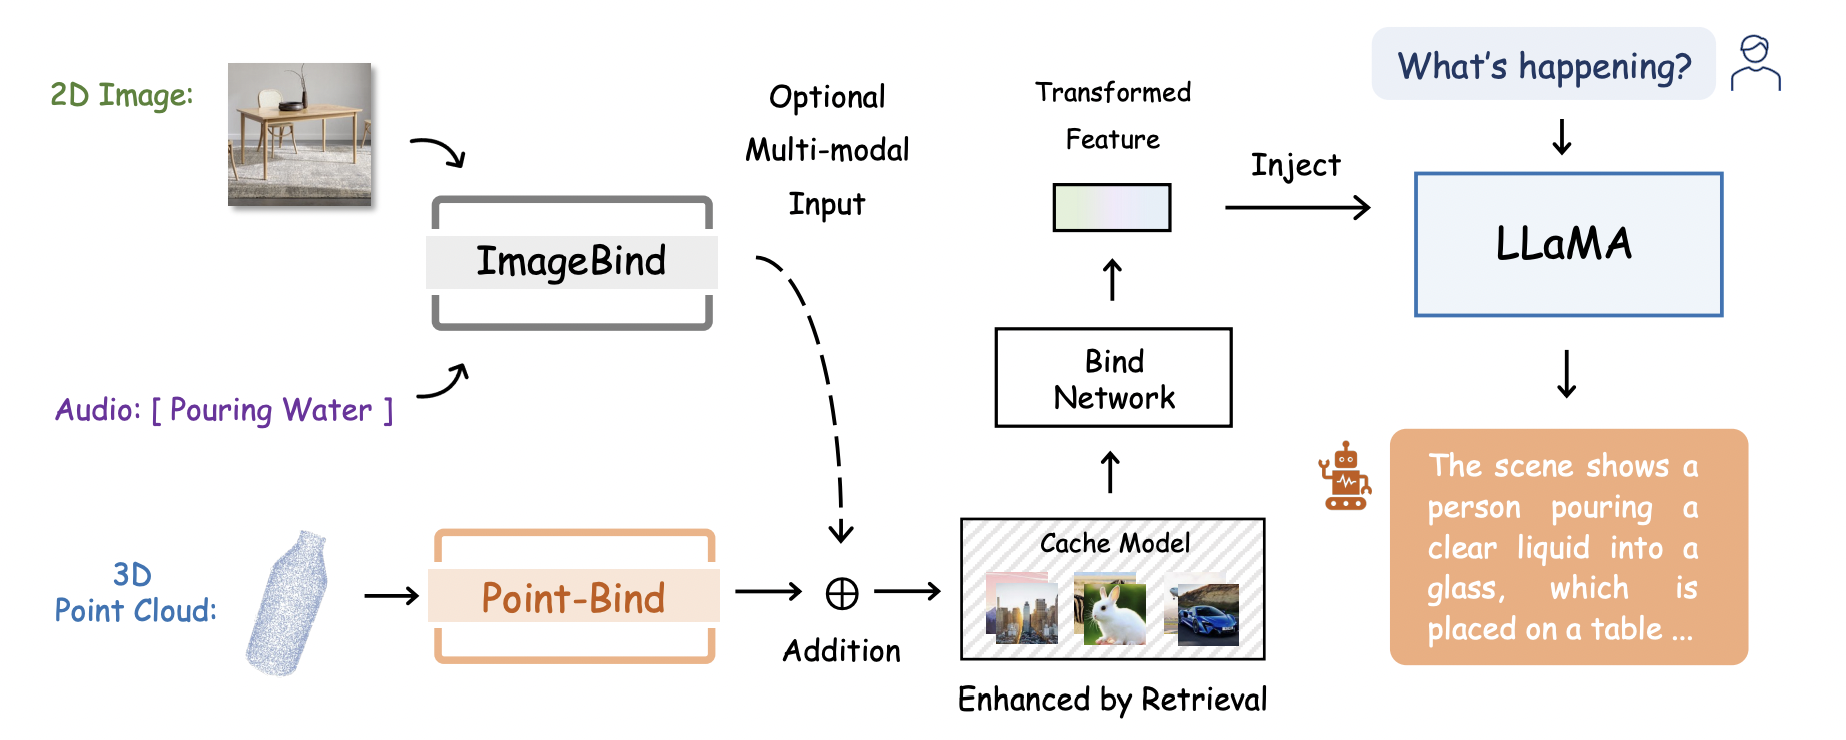 2D Image:
Audio: [ Pouring Water ]
3D
Point Cloud:
ImageBind
Point-Bind
Optional
Multi-modal
Input
Addition
Cache Model
Enhanced by Retrieval
Bind
Network
Transformed
Feature
Inject
What's happening?
LLaMA
The scene shows a
person pouring a
clear liquid into a
glass, which is
placed on a table ...